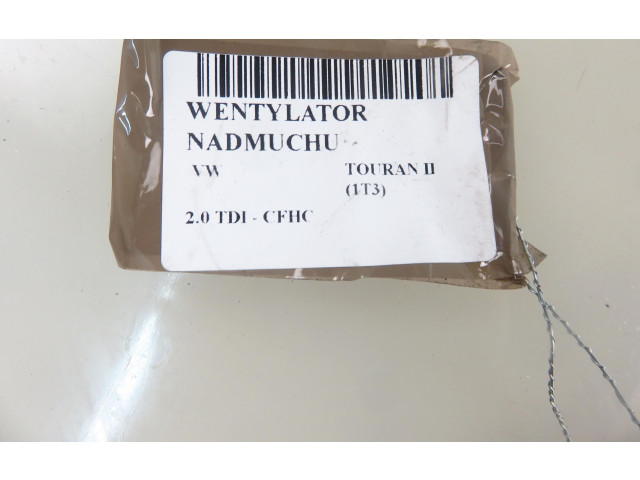 WENTYLATOR
NADMUCHU
VW TOURAN II
(1T3)
2.0 TDI - CFHC